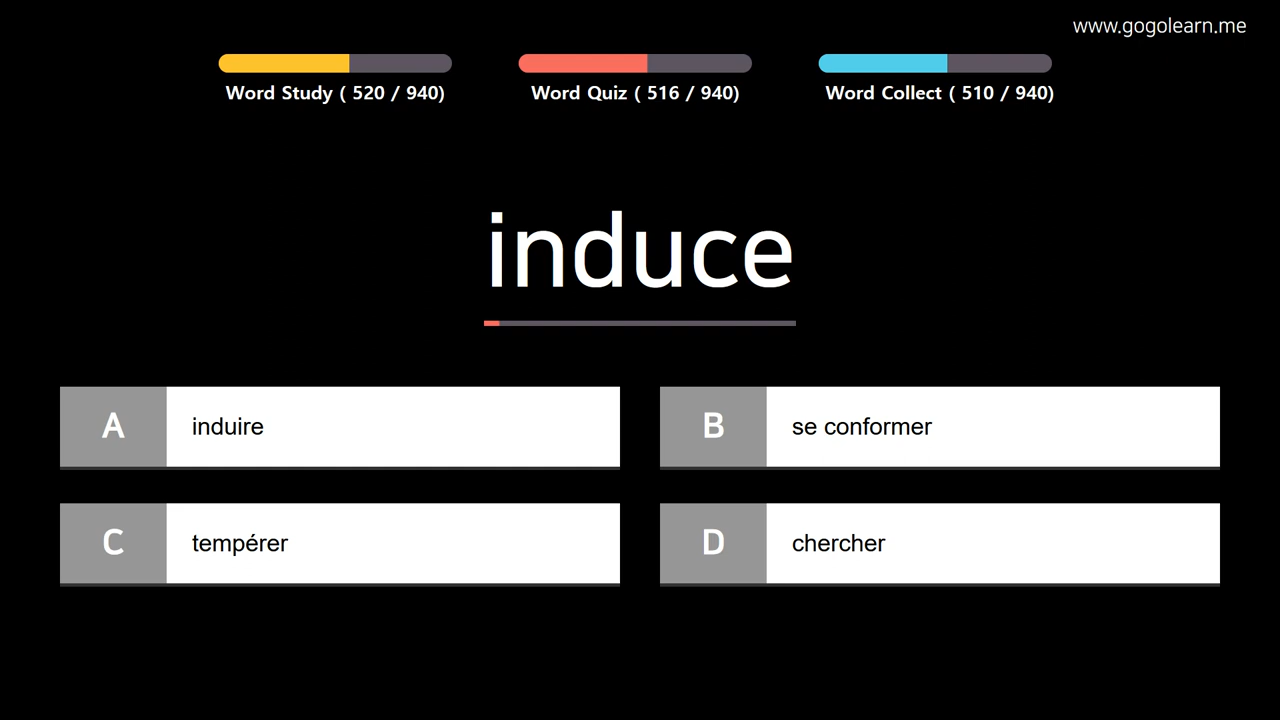 www.gogolearn.me
Word Study ( 520 / 940)
Word Quiz ( 516 / 940)
Word Collect ( 510 / 940)
induce
A induire
B se conformer
C tempérer
D chercher